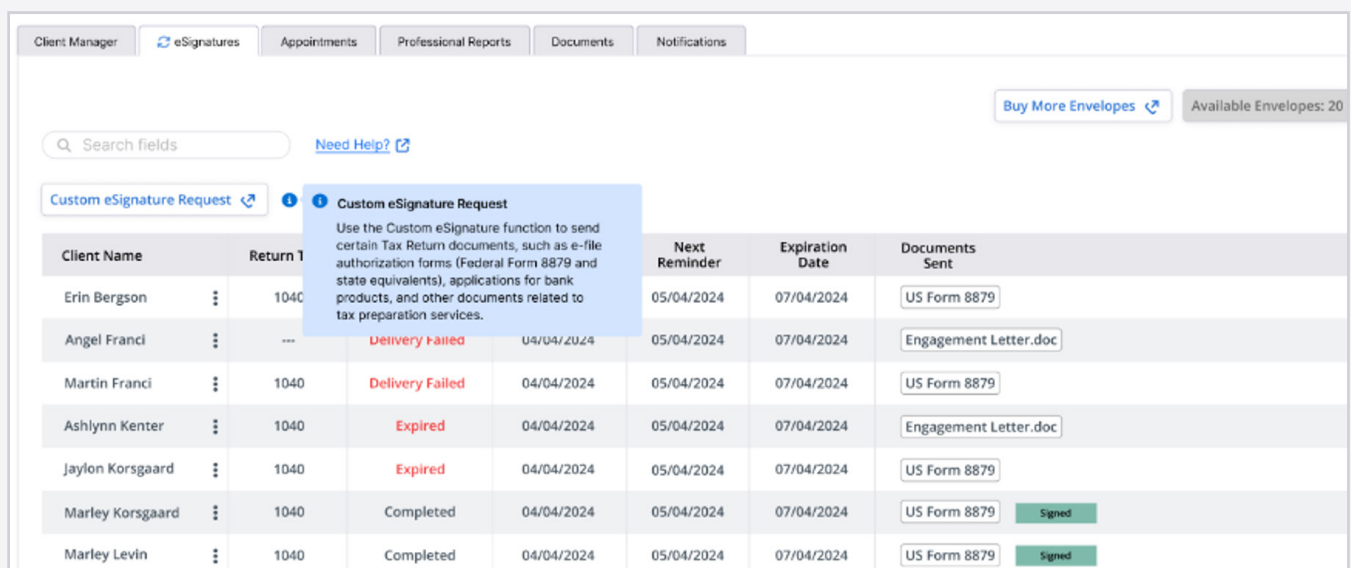 Client Manager eSignatures Appointments Professional Reports Documents Notifications
Buy More Envelopes Available Envelopes: 20
Search fields Need Help?
Custom eSignature Request
Custom eSignature Request
Use the Custom eSignature function to send
certain Tax Return documents, such as e-file
authorization forms (Federal Form 8879 and
state equivalents), applications for bank
products, and other documents related to
tax preparation services.
Client Name Return Next Reminder Expiration Date Documents Sent
Erin Bergson 1040 05/04/2024 07/04/2024 US Form 8879
Angel Franci --- Delivery Failed 04/04/2024 05/04/2024 07/04/2024 Engagement Letter.doc
Martin Franci 1040 Delivery Failed 04/04/2024 05/04/2024 07/04/2024 US Form 8879
Ashlynn Kenter 1040 Expired 04/04/2024 05/04/2024 07/04/2024 Engagement Letter.doc
Jaylon Korsgaard 1040 Expired 04/04/2024 05/04/2024 07/04/2024 US Form 8879
Marley Korsgaard 1040 Completed 04/04/2024 05/04/2024 07/04/2024 US Form 8879 Signed
Marley Levin 1040 Completed 04/04/2024 05/04/2024 07/04/2024 US Form 8879 Signed